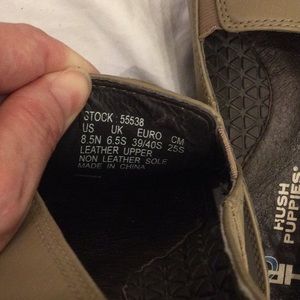 STOCK : 55538
US UK EURO CM
8.5N 6.5S 39/40S 25S
LEATHER UPPER
NON LEATHER SOLE
MADE IN CHINA
HUSH
PUPPIES